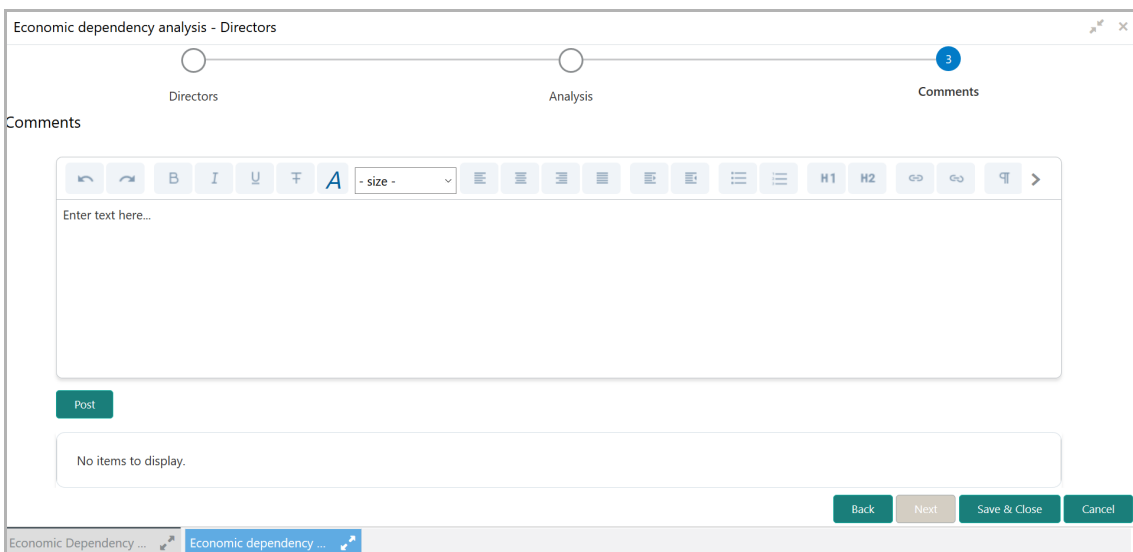 Economic dependency analysis - Directors
3
Directors Analysis Comments
Comments
B I U T A - size - H1 H2 ¶
Enter text here...
Post
No items to display.
Back Next Save & Close Cancel
Economic Dependency ... Economic dependency ...